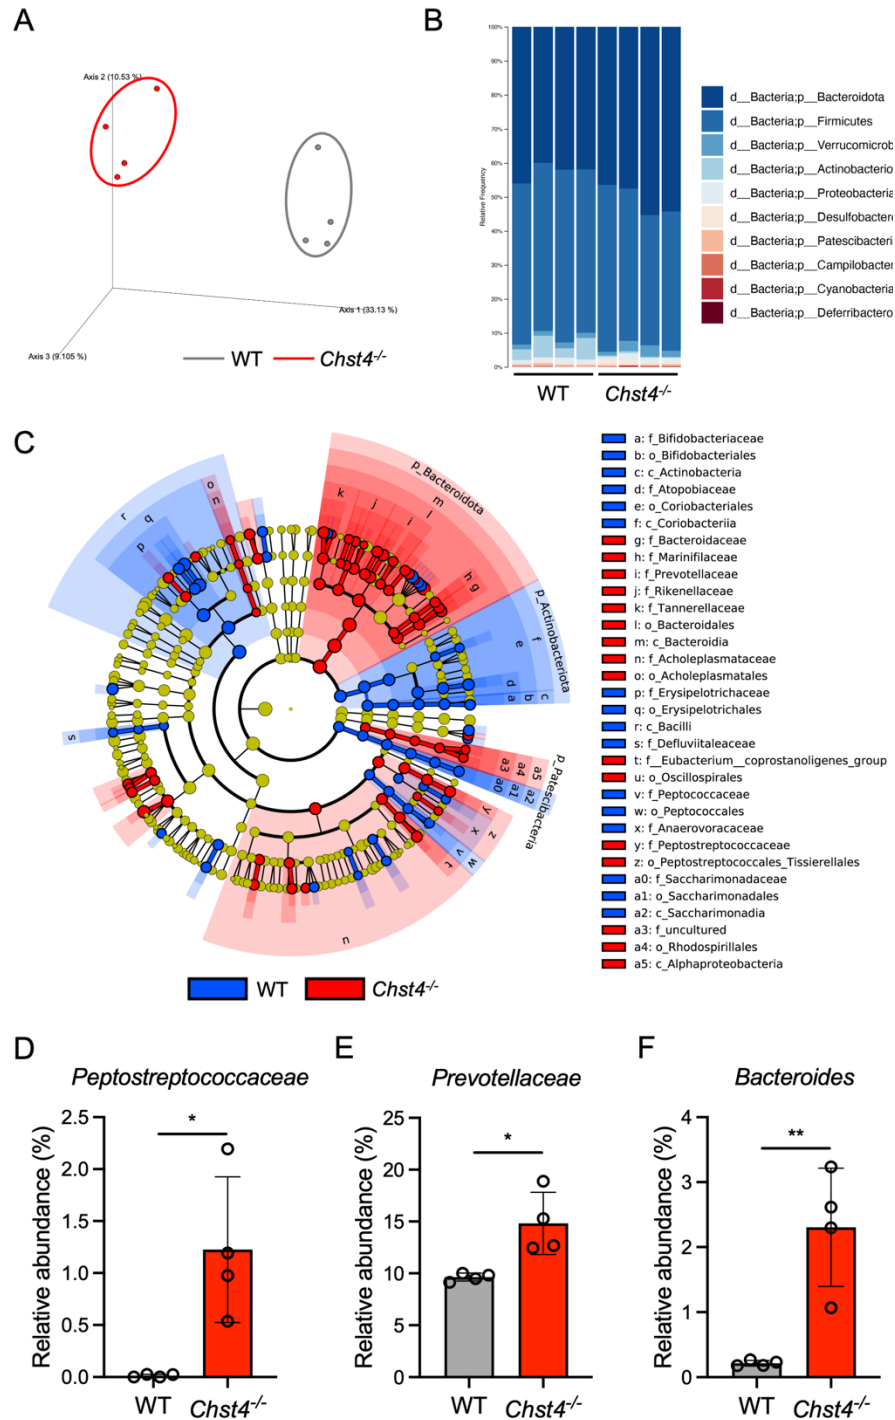 A
Axis 2 (10.53 %)
Axis 1 (33.13 %)
Axis 3 (9.105 %)
WT
Chst4-/-
B
Relative Frequency
100%
90%
80%
70%
60%
50%
40%
30%
20%
10%
0%
WT
Chst4-/-
d__Bacteria;p__Bacteroidota
d__Bacteria;p__Firmicutes
d__Bacteria;p__Verrucomicrob
d__Bacteria;p__Actinobacterio
d__Bacteria;p__Proteobacteria
d__Bacteria;p__Desulfobacter
d__Bacteria;p__Patescibacteri
d__Bacteria;p__Campilobacter
d__Bacteria;p__Cyanobacteria
d__Bacteria;p__Deferribactero
C
p_Bacteroidota
p_Actinobacteriota
p_Patescibacteria
r
q
p
o
n
k
j
i
m
l
h
g
f
e
d
c
b
a
a5
a4
a3
a2
a1
a0
z
y
x
w
v
t
s
n
WT
Chst4-/-
a: f_Bifidobacteriaceae
b: o_Bifidobacteriales
c: c_Actinobacteria
d: f_Atopobiaceae
e: o_Coriobacteriales
f: c_Coriobacteriia
g: f_Bacteroidaceae
h: f_Marinifilaceae
i: f_Prevotellaceae
j: f_Rikenellaceae
k: f_Tannerellaceae
l: o_Bacteroidales
m: c_Bacteroidia
n: f_Acholeplasmataceae
o: o_Acholeplasmatales
p: f_Erysipelotrichaceae
q: o_Erysipelotrichales
r: c_Bacilli
s: f_Defluviitaleaceae
t: f__Eubacterium__coprostanoligenes_group
u: o_Oscillospirales
v: f_Peptococcaceae
w: o_Peptococcales
x: f_Anaerovoracaceae
y: f_Peptostreptococcaceae
z: o_Peptostreptococcales_Tissierellales
a0: f_Saccharimonadaceae
a1: o_Saccharimonadales
a2: c_Saccharimonadia
a3: f_uncultured
a4: o_Rhodospirillales
a5: c_Alphaproteobacteria
D
Peptostreptococcaceae
Relative abundance (%)
2.5
2.0
1.5
1.0
0.5
0.0
*
WT
Chst4-/-
E
Prevotellaceae
Relative abundance (%)
25
20
15
10
5
0
*
WT
Chst4-/-
F
Bacteroides
Relative abundance (%)
4
3
2
1
0
**
WT
Chst4-/-